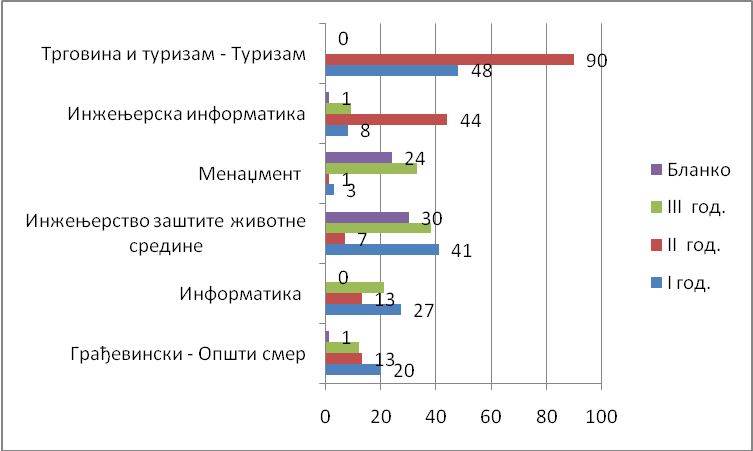 0
Трговина и туризам - Туризам
90
48
1
Инжењерска информатика
44
8
24
Менаџмент
1
3
Бланко
30
III год.
Инжењерство заштите животне
средине
7
41
II год.
I год.
0
Информатика
13
27
1
Грађевински - Општи смер
13
20
0 20 40 60 80 100